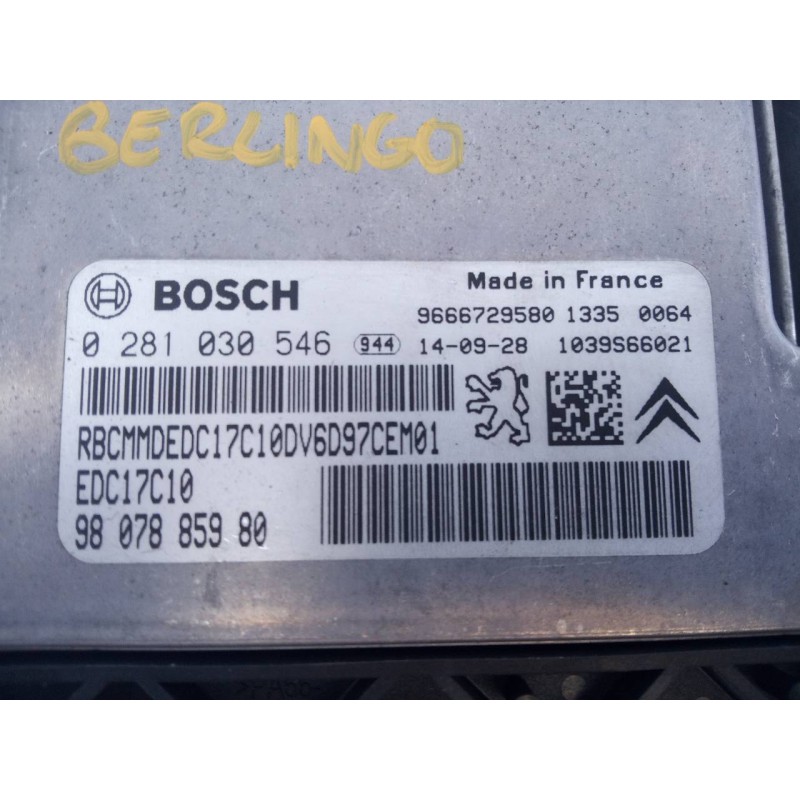 BERLINGO
BOSCH
Made in France
9666729580 1335 0064
0 281 030 546 944 14-09-28 1039S66021
RBCMMDEDC17C10DV6D97CEM01
EDC17C10
98 078 859 80